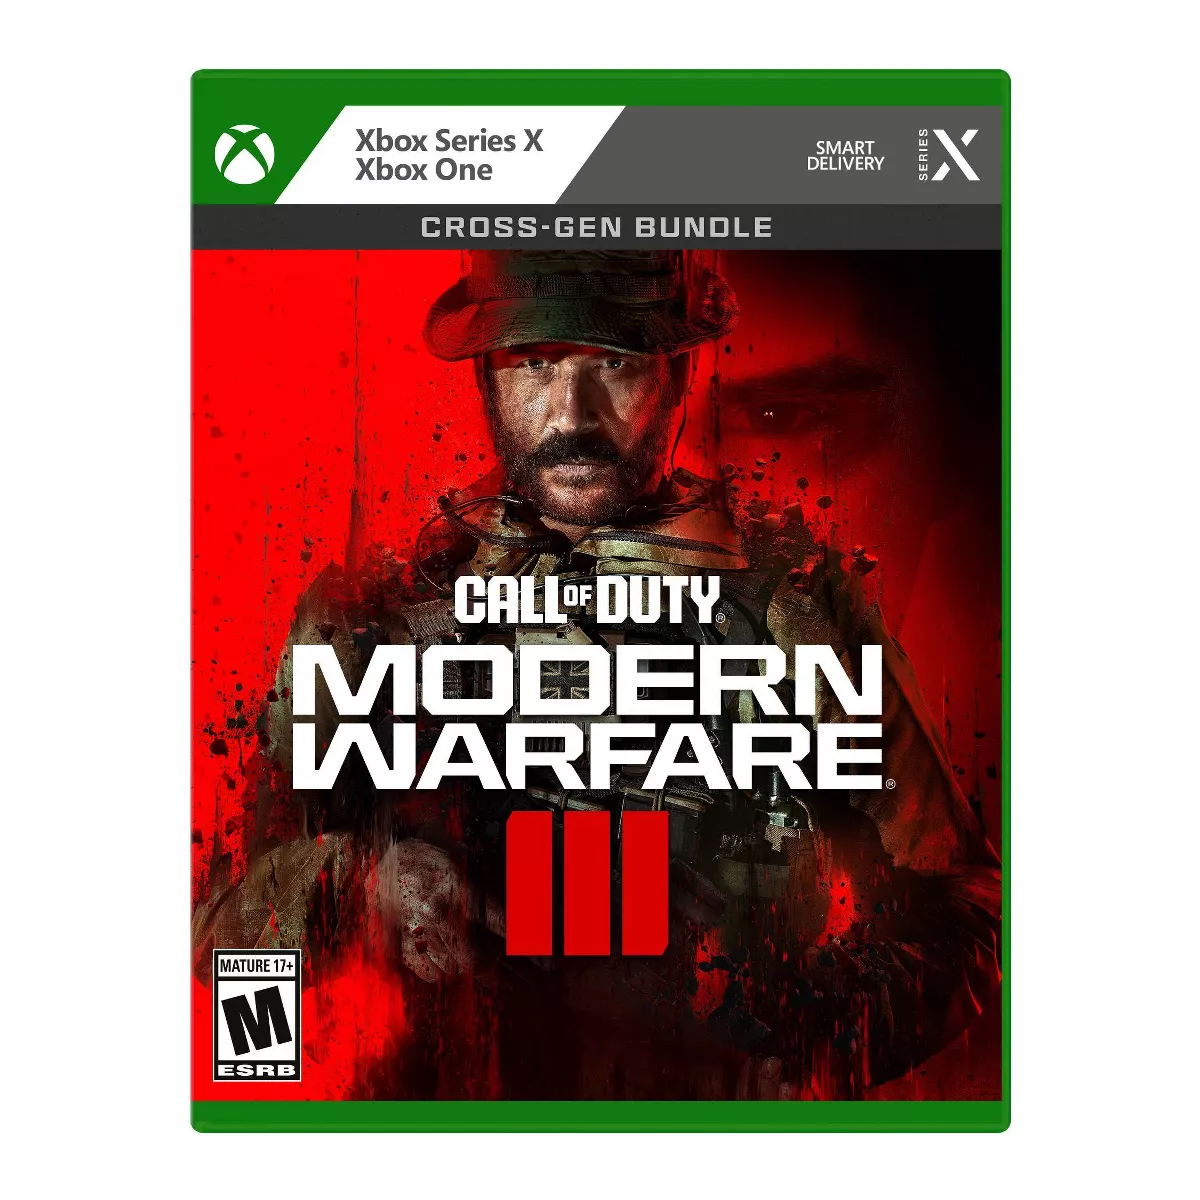 Xbox Series X
Xbox One
SMART
DELIVERY
SERIES X
CROSS-GEN BUNDLE
CALL OF DUTY®
MODERN
WARFARE®
III
MATURE 17+
M
ESRB